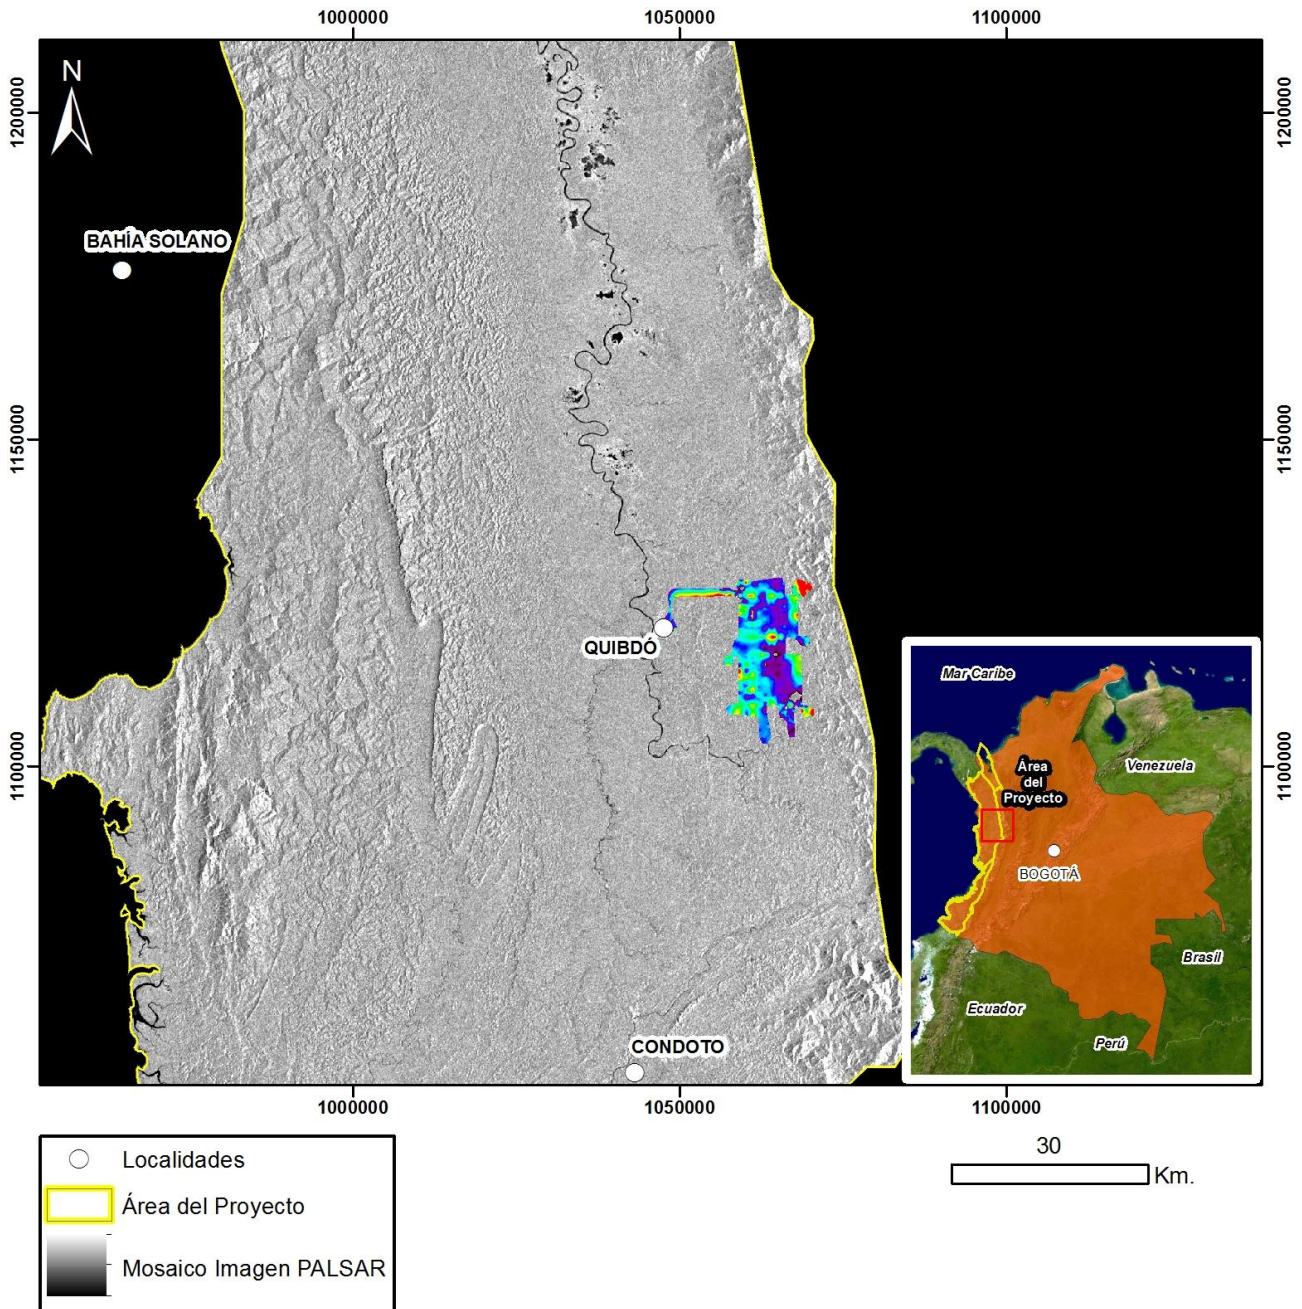 1000000
1050000
1100000
1200000
1200000
N
BAHÍA SOLANO
1150000
1150000
QUIBDÓ
Mar Caribe
Venezuela
Área
del
Proyecto
1100000
1100000
BOGOTÁ
Brasil
Ecuador
Perú
CONDOTO
1000000
1050000
1100000
30
Km.
Localidades
Área del Proyecto
Mosaico Imagen PALSAR